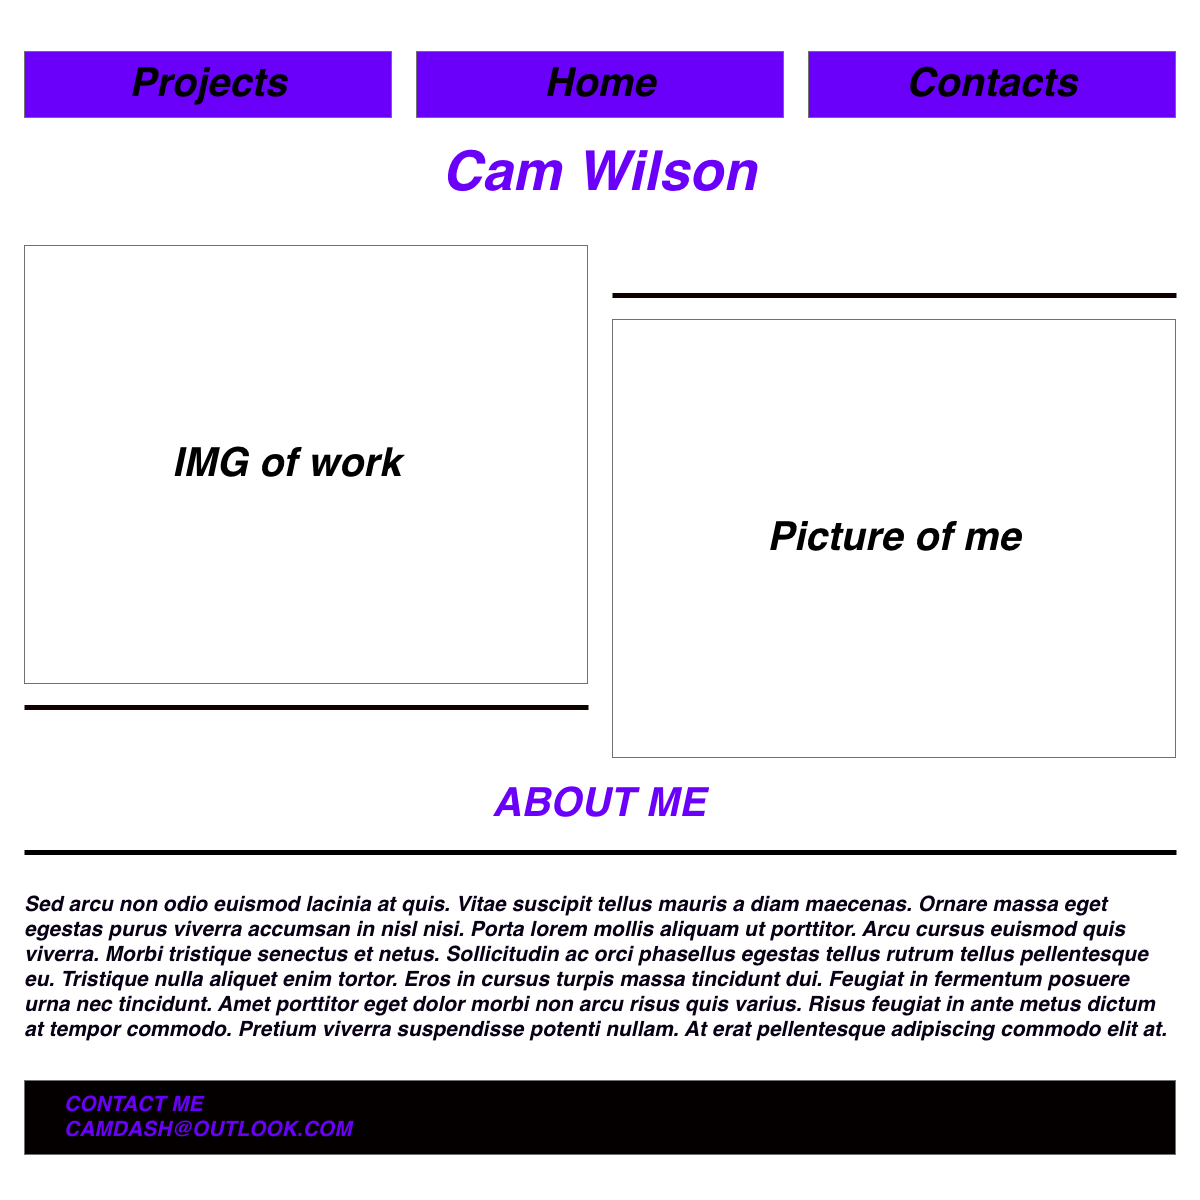 Projects
Home
Contacts
Cam Wilson
IMG of work
Picture of me
ABOUT ME
Sed arcu non odio euismod lacinia at quis. Vitae suscipit tellus mauris a diam maecenas. Ornare massa eget
egestas purus viverra accumsan in nisl nisi. Porta lorem mollis aliquam ut porttitor. Arcu cursus euismod quis
viverra. Morbi tristique senectus et netus. Sollicitudin ac orci phasellus egestas tellus rutrum tellus pellentesque
eu. Tristique nulla aliquet enim tortor. Eros in cursus turpis massa tincidunt dui. Feugiat in fermentum posuere
urna nec tincidunt. Amet porttitor eget dolor morbi non arcu risus quis varius. Risus feugiat in ante metus dictum
at tempor commodo. Pretium viverra suspendisse potenti nullam. At erat pellentesque adipiscing commodo elit at.
CONTACT ME
CAMDASH@OUTLOOK.COM